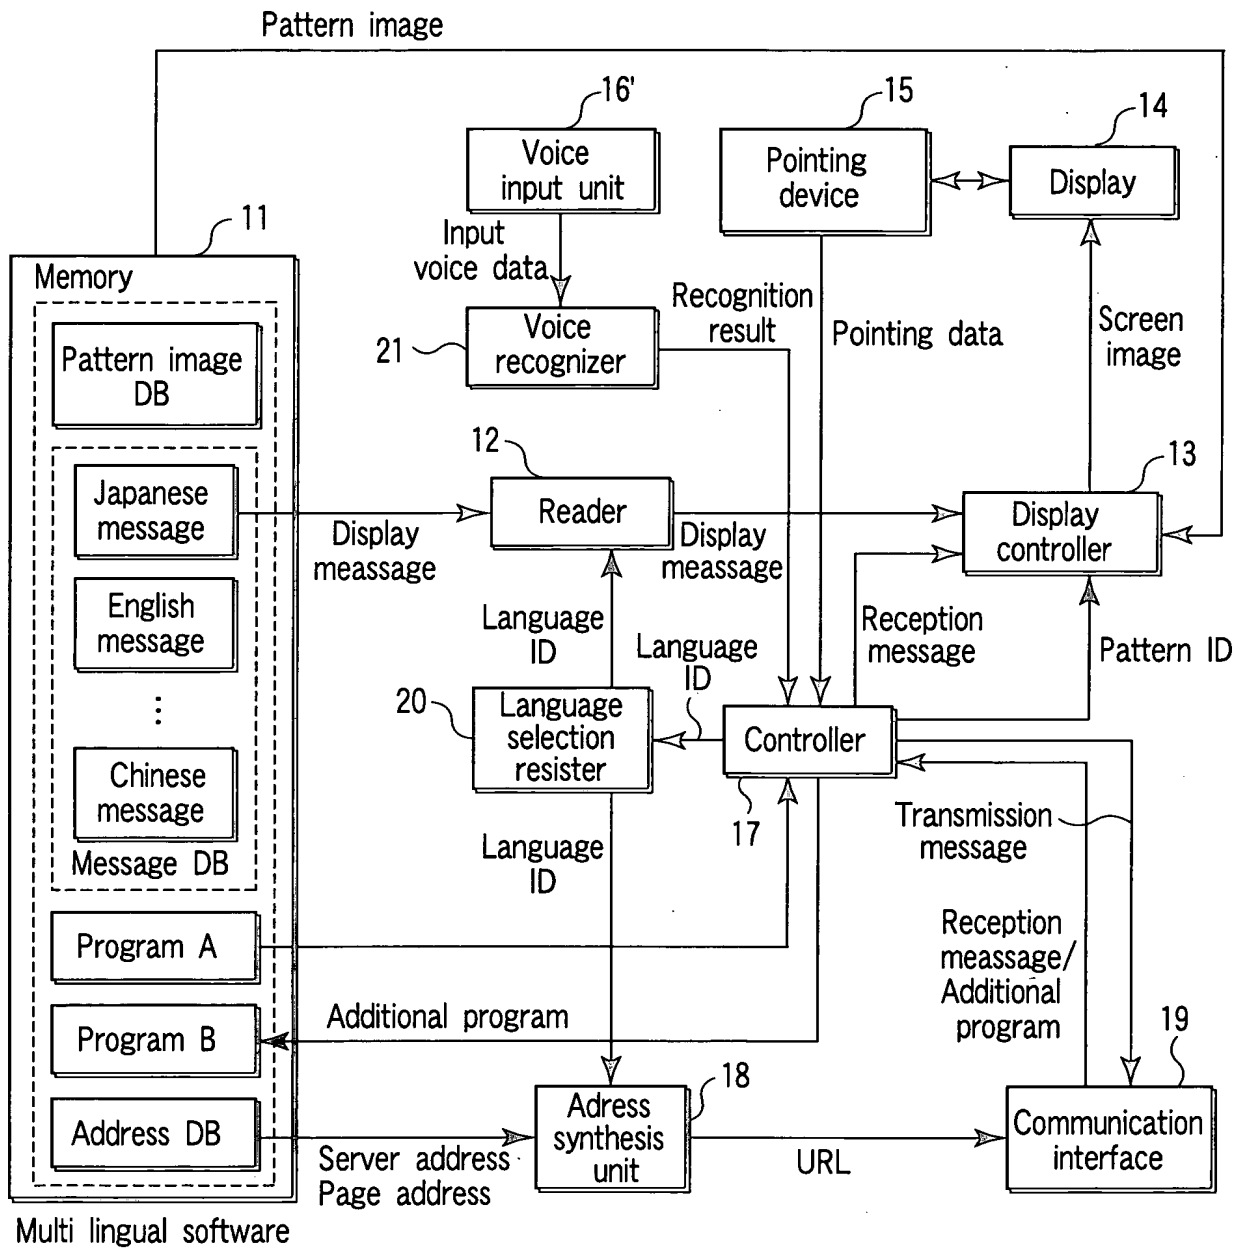 Pattern image
16'
15
14
Voice
input unit
Pointing
device
Display
11
Input
voice data
Memory
Recognition
result
Pointing data
Screen
image
Pattern image
DB
21
Voice
recognizer
12
13
Japanese
message
Reader
Display
controller
Display
meassage
Display
meassage
English
message
Language
ID
Language
ID
Reception
message
Pattern ID
⋮
20
Language
selection
resister
Controller
Chinese
message
17
Transmission
message
Message DB
Language
ID
Program A
Reception
meassage/
Additional
program
Additional program
Program B
19
18
Address DB
Adress
synthesis
unit
Communication
interface
Server address
Page address
URL
Multi lingual software